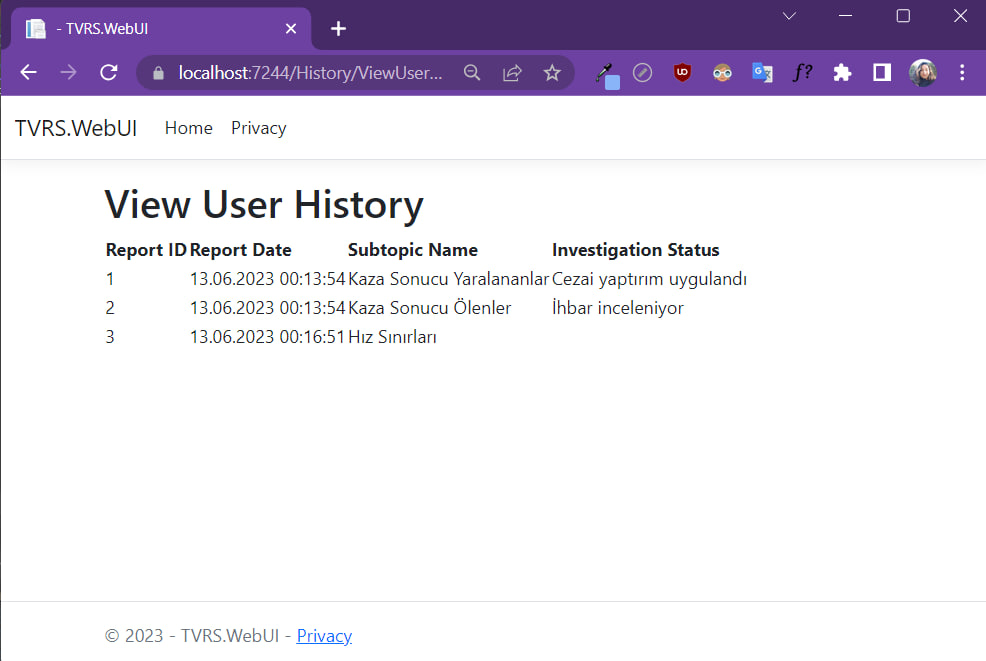 - TVRS.WebUI
localhost:7244/History/ViewUser...
TVRS.WebUI Home Privacy
View User History
Report ID Report Date Subtopic Name Investigation Status
1 13.06.2023 00:13:54 Kaza Sonucu Yaralananlar Cezai yaptırım uygulandı
2 13.06.2023 00:13:54 Kaza Sonucu Ölenler İhbar inceleniyor
3 13.06.2023 00:16:51 Hız Sınırları
© 2023 - TVRS.WebUI - Privacy